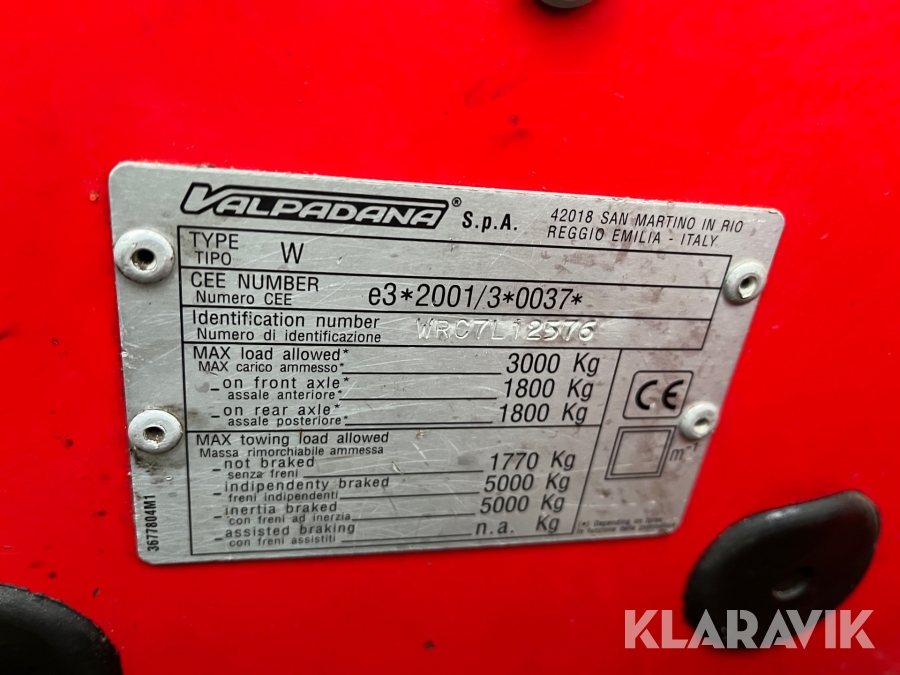 VALPADANA® S.p.A. 42018 SAN MARTINO IN RIO
REGGIO EMILIA - ITALY
TYPE
TIPO W
CEE NUMBER
Numero CEE e3*2001/3*0037*
Identification number
Numero di identificazione WRC7L12576
MAX load allowed* 3000 Kg
MAX carico ammesso*
-on front axle* 1800 Kg
assale anteriore*
-on rear axle* 1800 Kg
assale posteriore*
CE
MAX towing load allowed
Massa rimorchiabile ammessa
-not braked 1770 Kg
senza freni
-indipendenty braked 5000 Kg
freni indipendenti
-inertia braked 5000 Kg
con freni ad inerzia
-assisted braking n.a. Kg
con freni assistiti
m-1
(*) Depending on tires
3677804M1
KLARAVIK